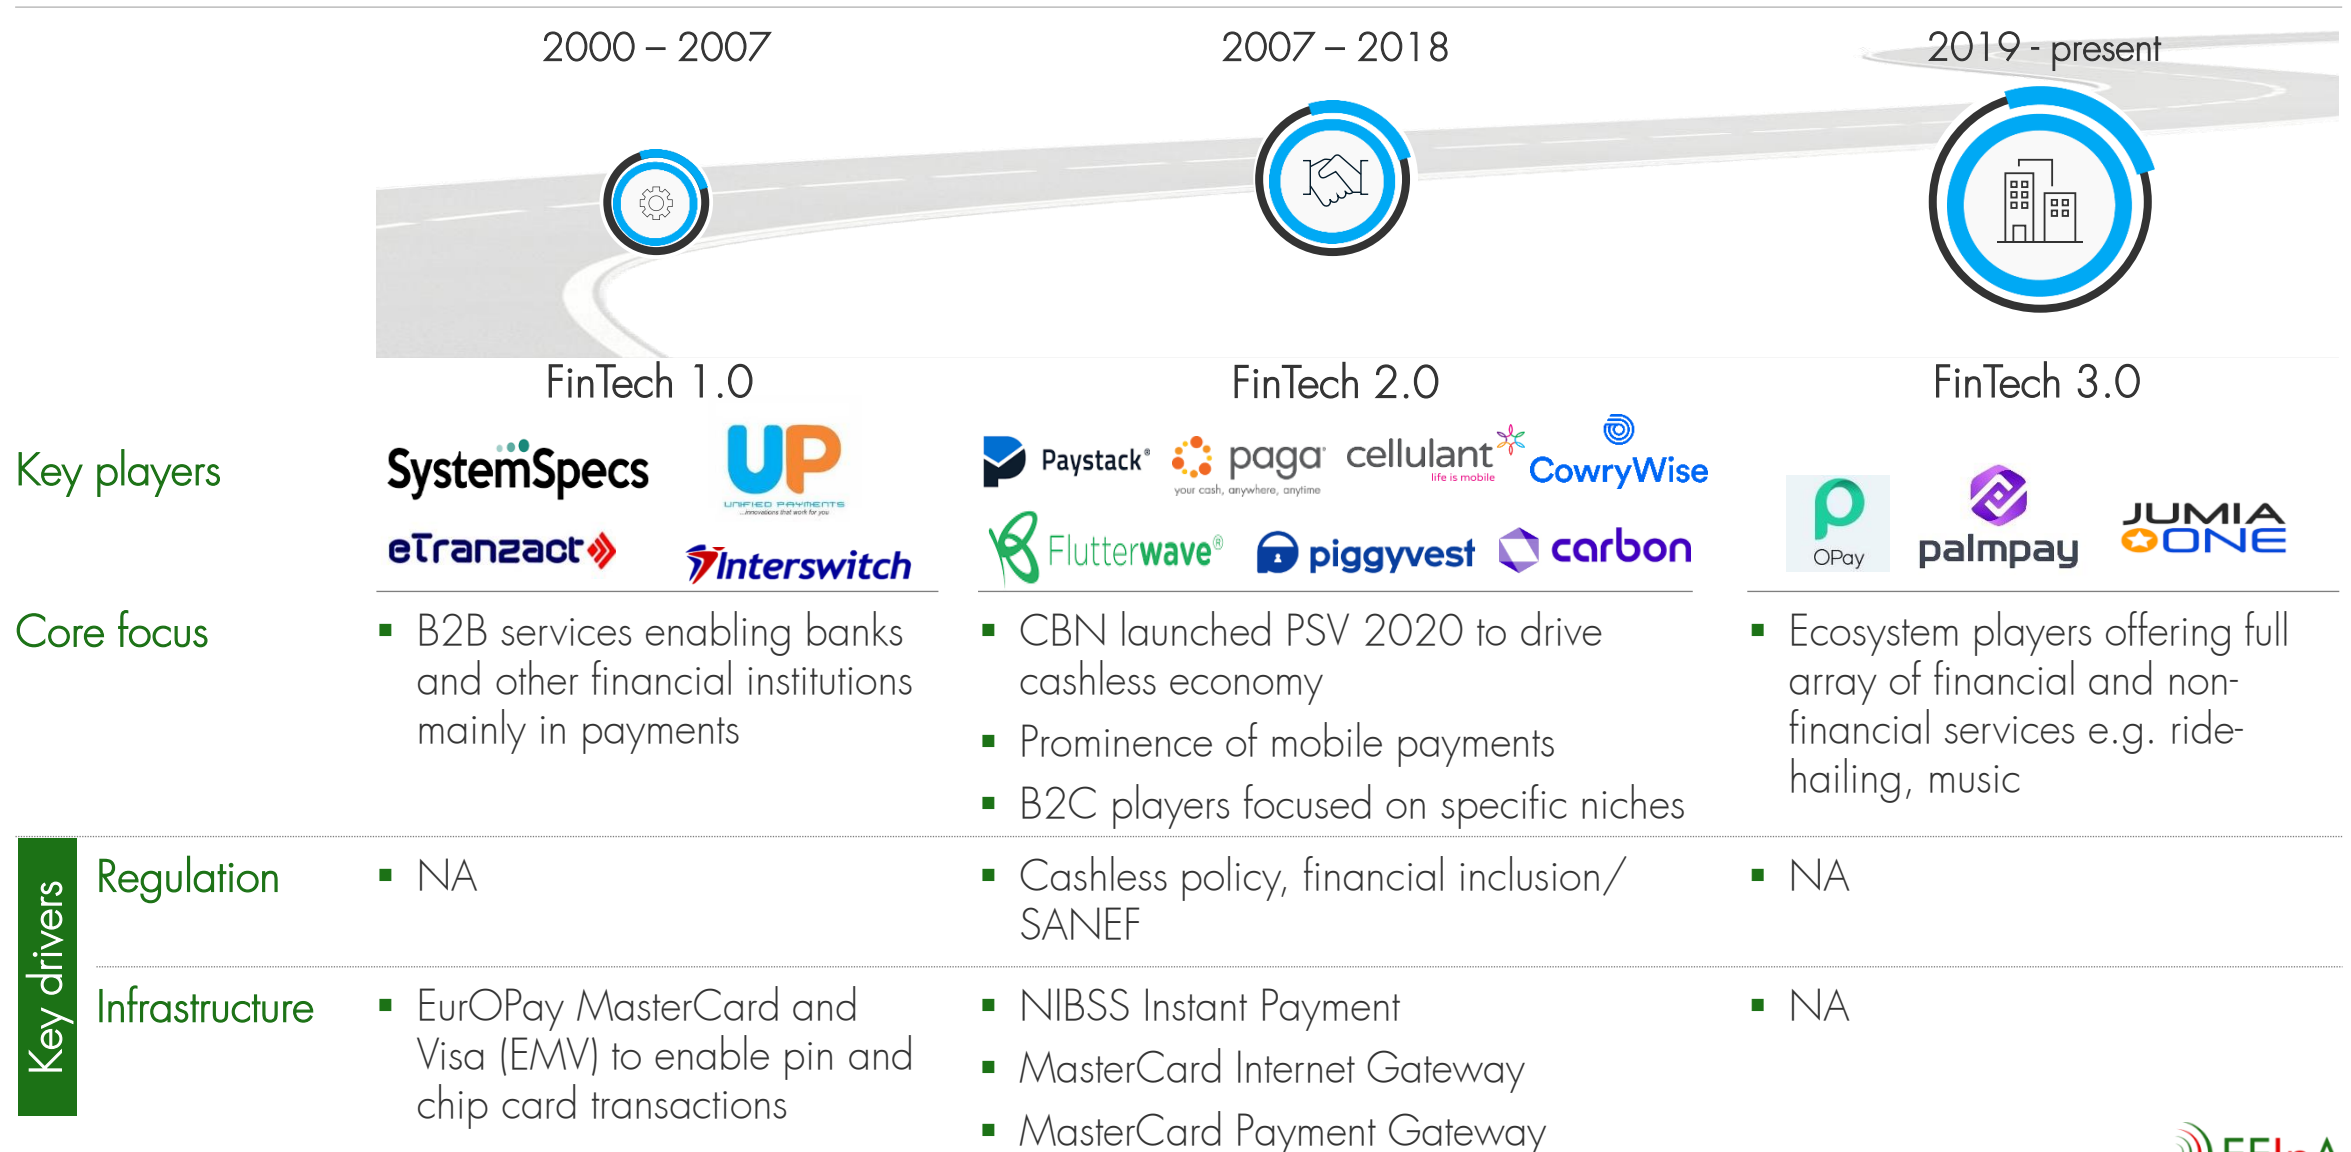 2000 – 2007
2007 – 2018
2019 - present
FinTech 1.0
FinTech 2.0
FinTech 3.0
Key players
SystemSpecs
UP
UNIFIED PAYMENTS
...innovations that work for you
eTranzact
Interswitch
Paystack®
paga
your cash, anywhere, anytime
cellulant
life is mobile
CowryWise
Flutterwave®
piggyvest
carbon
OPay
palmpay
JUMIA
ONE
Core focus
▪ B2B services enabling banks
and other financial institutions
mainly in payments
▪ CBN launched PSV 2020 to drive
cashless economy
▪ Prominence of mobile payments
▪ B2C players focused on specific niches
▪ Ecosystem players offering full
array of financial and non-
financial services e.g. ride-
hailing, music
Key drivers
Regulation
▪ NA
▪ Cashless policy, financial inclusion/
SANEF
▪ NA
Infrastructure
▪ EurOPay MasterCard and
Visa (EMV) to enable pin and
chip card transactions
▪ NIBSS Instant Payment
▪ MasterCard Internet Gateway
▪ MasterCard Payment Gateway
▪ NA